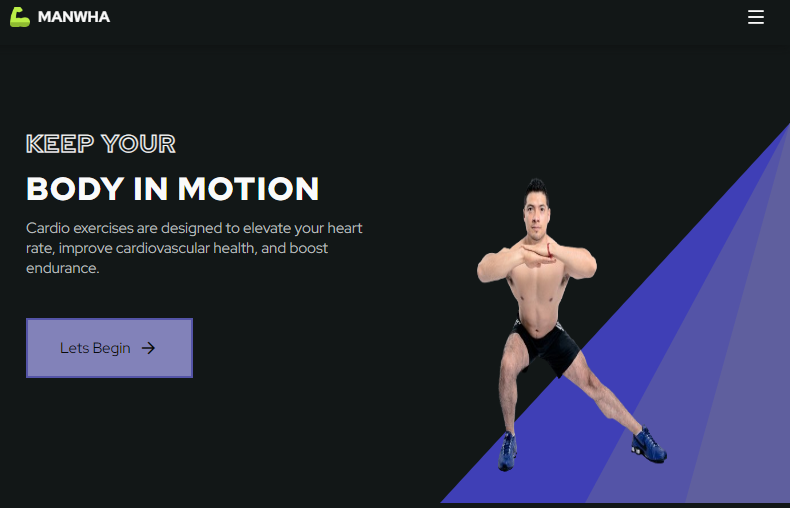 MANWHA
KEEP YOUR
BODY IN MOTION
Cardio exercises are designed to elevate your heart
rate, improve cardiovascular health, and boost
endurance.
Lets Begin